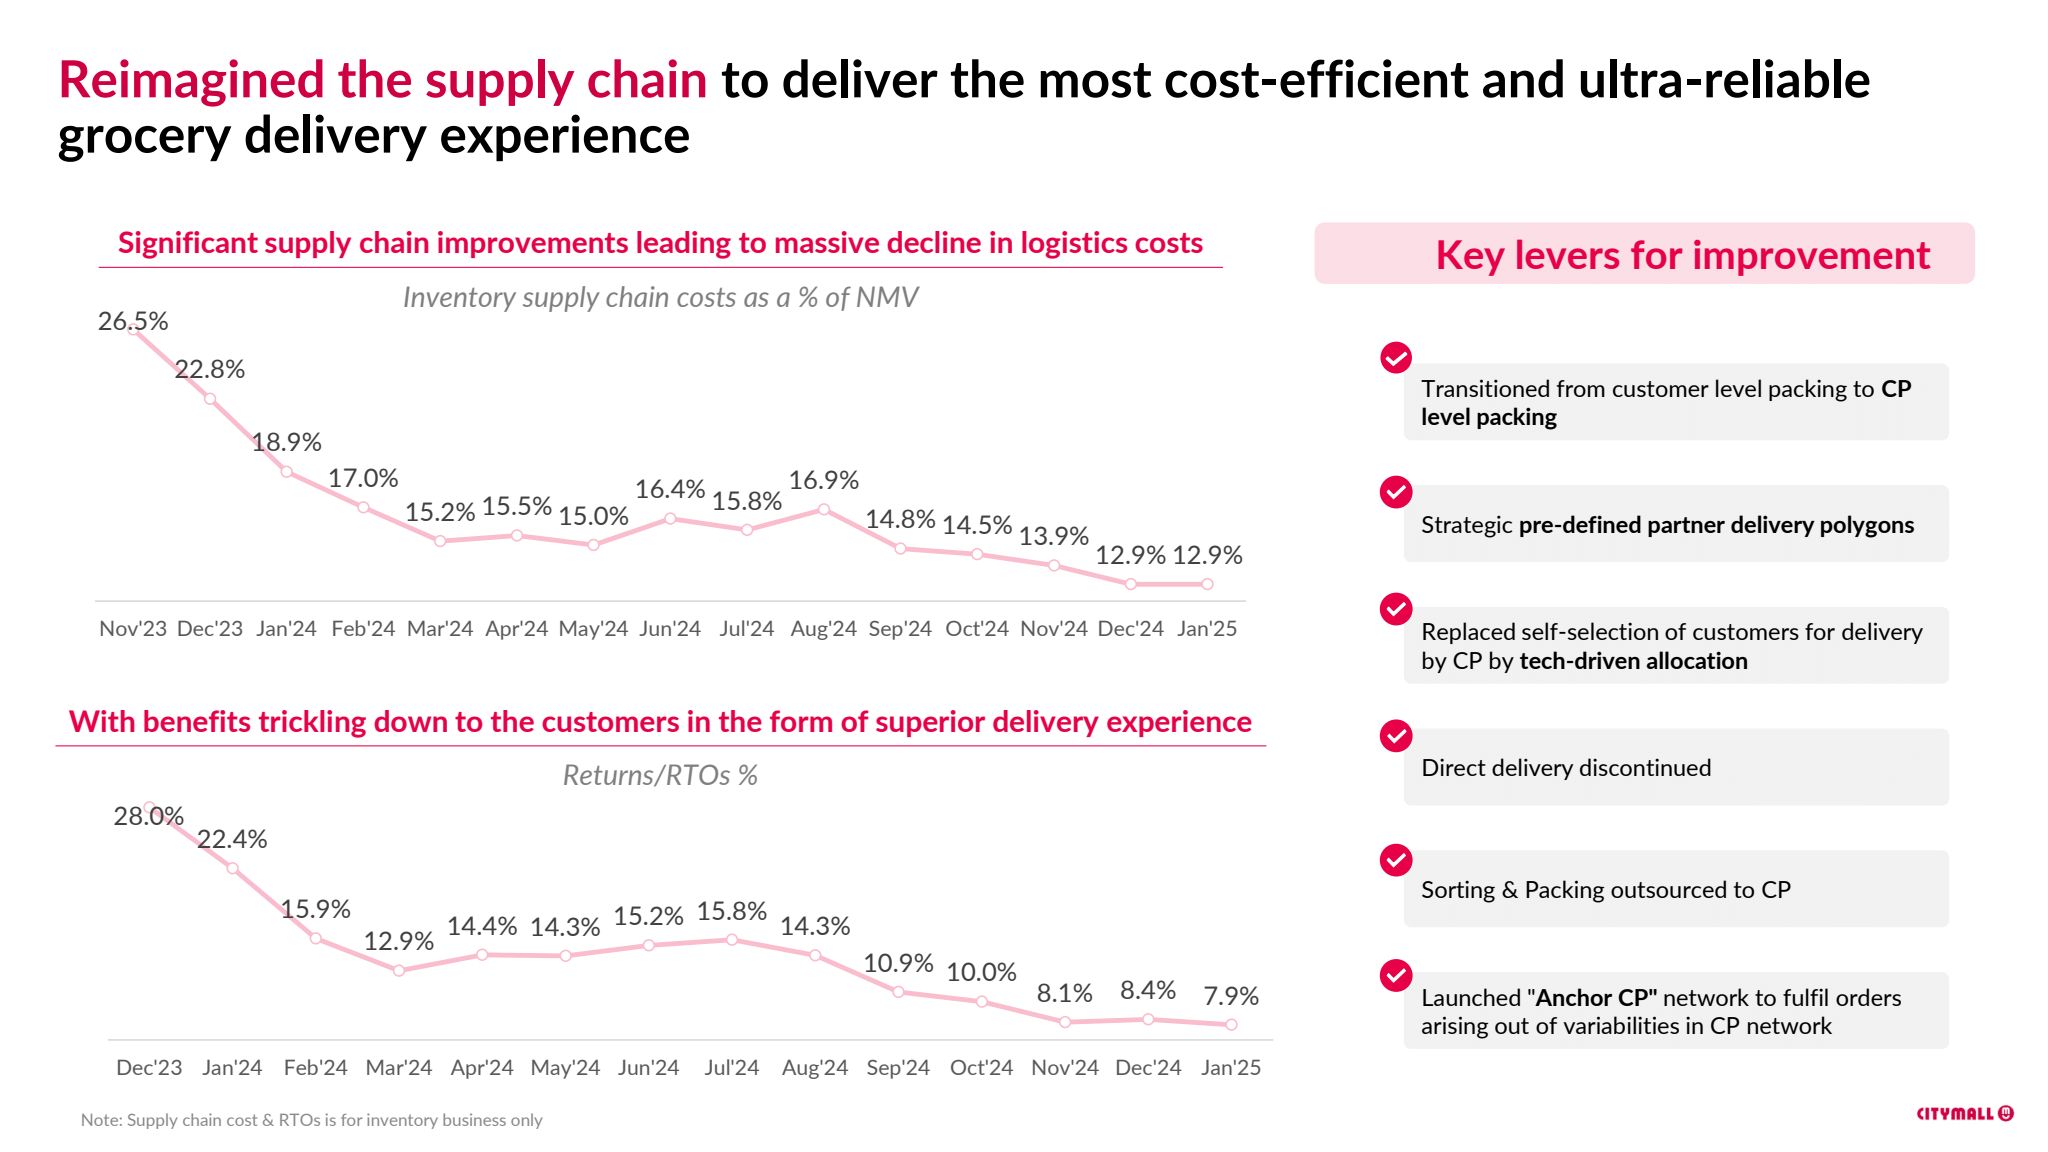 Reimagined the supply chain to deliver the most cost-efficient and ultra-reliable
grocery delivery experience
Significant supply chain improvements leading to massive decline in logistics costs
Inventory supply chain costs as a % of NMV
26.5%
22.8%
18.9%
17.0%
15.2%
15.5%
15.0%
16.4%
15.8%
16.9%
14.8%
14.5%
13.9%
12.9%
12.9%
Nov'23 Dec'23 Jan'24 Feb'24 Mar'24 Apr'24 May'24 Jun'24 Jul'24 Aug'24 Sep'24 Oct'24 Nov'24 Dec'24 Jan'25
With benefits trickling down to the customers in the form of superior delivery experience
Returns/RTOs %
28.0%
22.4%
15.9%
12.9%
14.4%
14.3%
15.2%
15.8%
14.3%
10.9%
10.0%
8.1%
8.4%
7.9%
Dec'23 Jan'24 Feb'24 Mar'24 Apr'24 May'24 Jun'24 Jul'24 Aug'24 Sep'24 Oct'24 Nov'24 Dec'24 Jan'25
Note: Supply chain cost & RTOs is for inventory business only
Key levers for improvement
Transitioned from customer level packing to CP
level packing
Strategic pre-defined partner delivery polygons
Replaced self-selection of customers for delivery
by CP by tech-driven allocation
Direct delivery discontinued
Sorting & Packing outsourced to CP
Launched "Anchor CP" network to fulfil orders
arising out of variabilities in CP network
CITYMALL